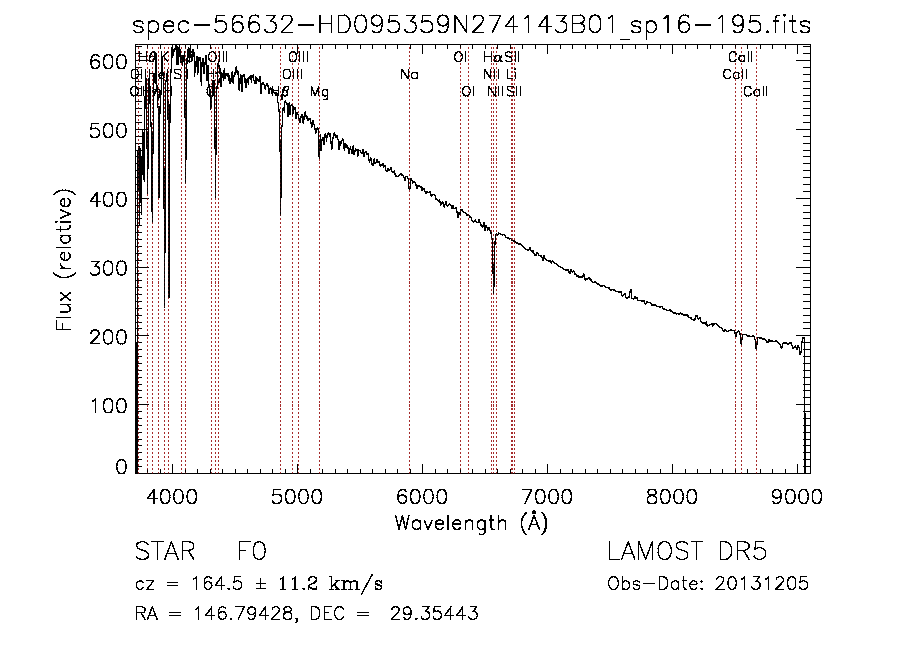 spec-56632-HD095359N274143B01_sp16-195.fits
600
500
400
300
200
100
0
Flux (relative)
Hθ K OIII OIII OI Hα SII CaII
OIII Na NII Li CaII
Hβ Mg OI NII SII CaII
4000 5000 6000 7000 8000 9000
Wavelength (Å)
STAR F0 LAMOST DR5
cz = 164.5 ± 11.2 km/s Obs-Date: 20131205
RA = 146.79428, DEC = 29.35443